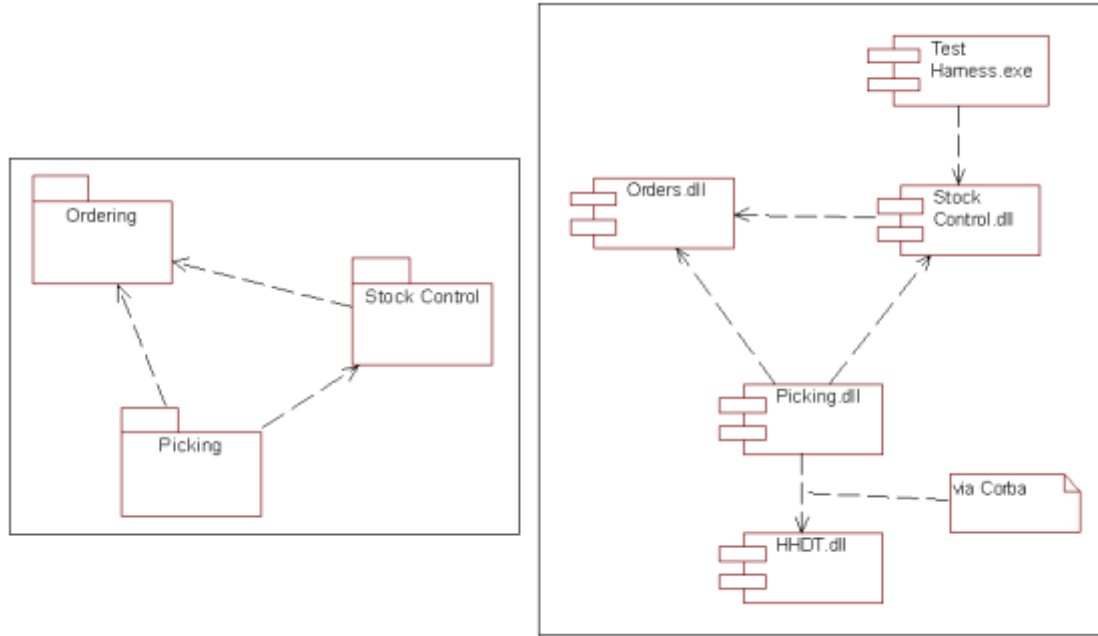 Ordering
Stock Control
Picking
Test
Harness.exe
Orders.dll
Stock
Control.dll
Picking.dll
via Corba
HHDT.dll